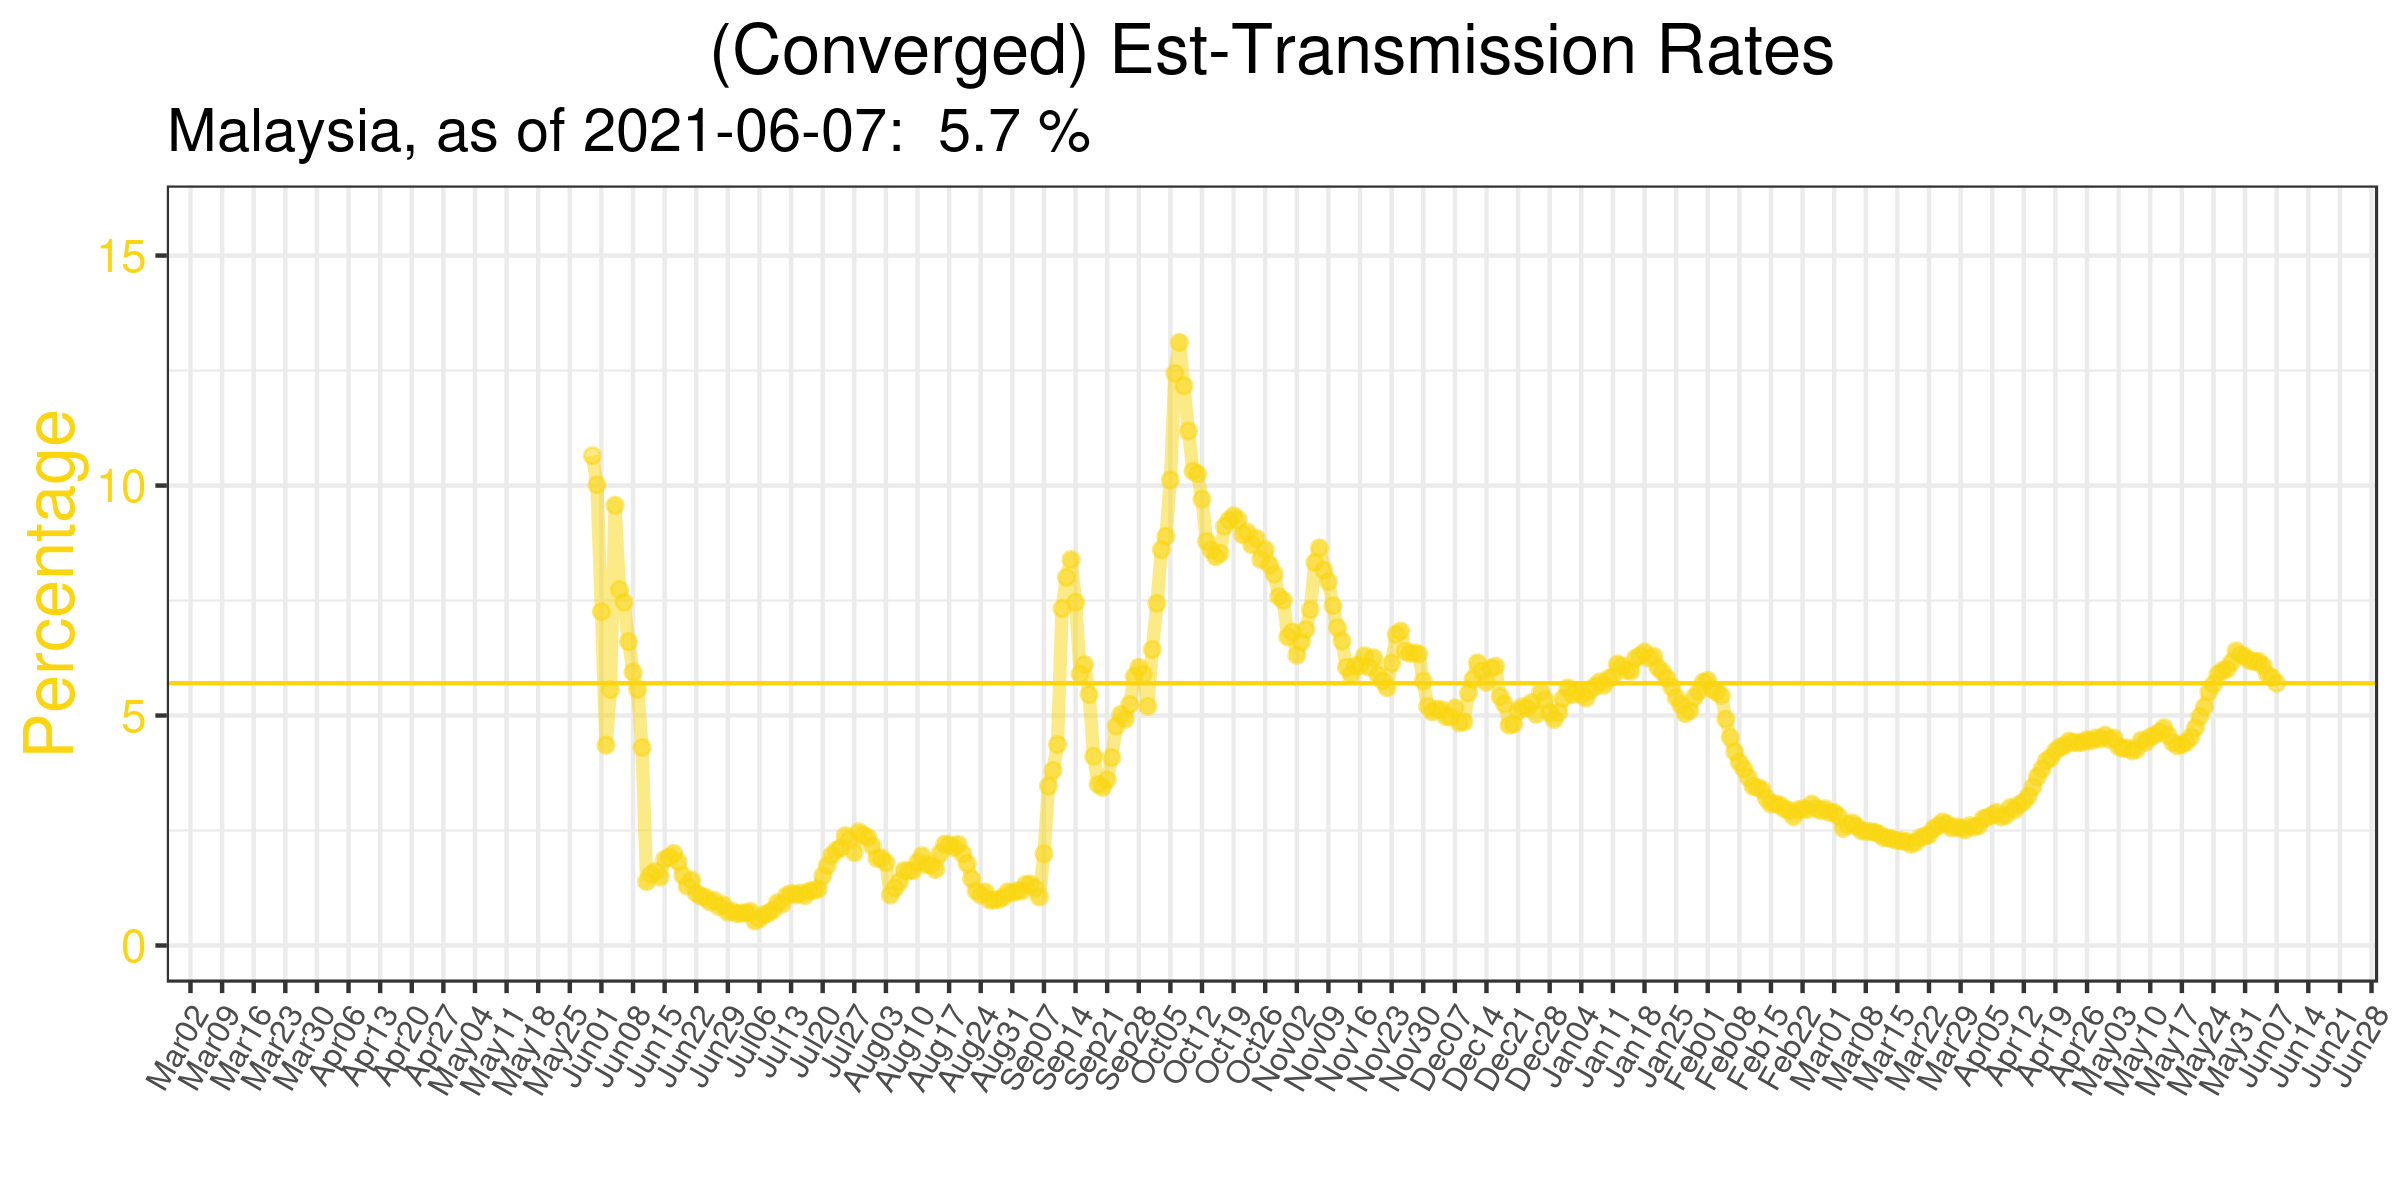 (Converged) Est-Transmission Rates
Malaysia, as of 2021-06-07: 5.7 %
Percentage
15
10
5
0
Mar02
Mar09
Mar16
Mar23
Mar30
Apr06
Apr13
Apr20
Apr27
May04
May11
May18
May25
Jun01
Jun08
Jun15
Jun22
Jun29
Jul06
Jul13
Jul20
Jul27
Aug03
Aug10
Aug17
Aug24
Aug31
Sep07
Sep14
Sep21
Sep28
Oct05
Oct12
Oct19
Oct26
Nov02
Nov09
Nov16
Nov23
Nov30
Dec07
Dec14
Dec21
Dec28
Jan04
Jan11
Jan18
Jan25
Feb01
Feb08
Feb15
Feb22
Mar01
Mar08
Mar15
Mar22
Mar29
Apr05
Apr12
Apr19
Apr26
May03
May10
May17
May24
May31
Jun07
Jun14
Jun21
Jun28